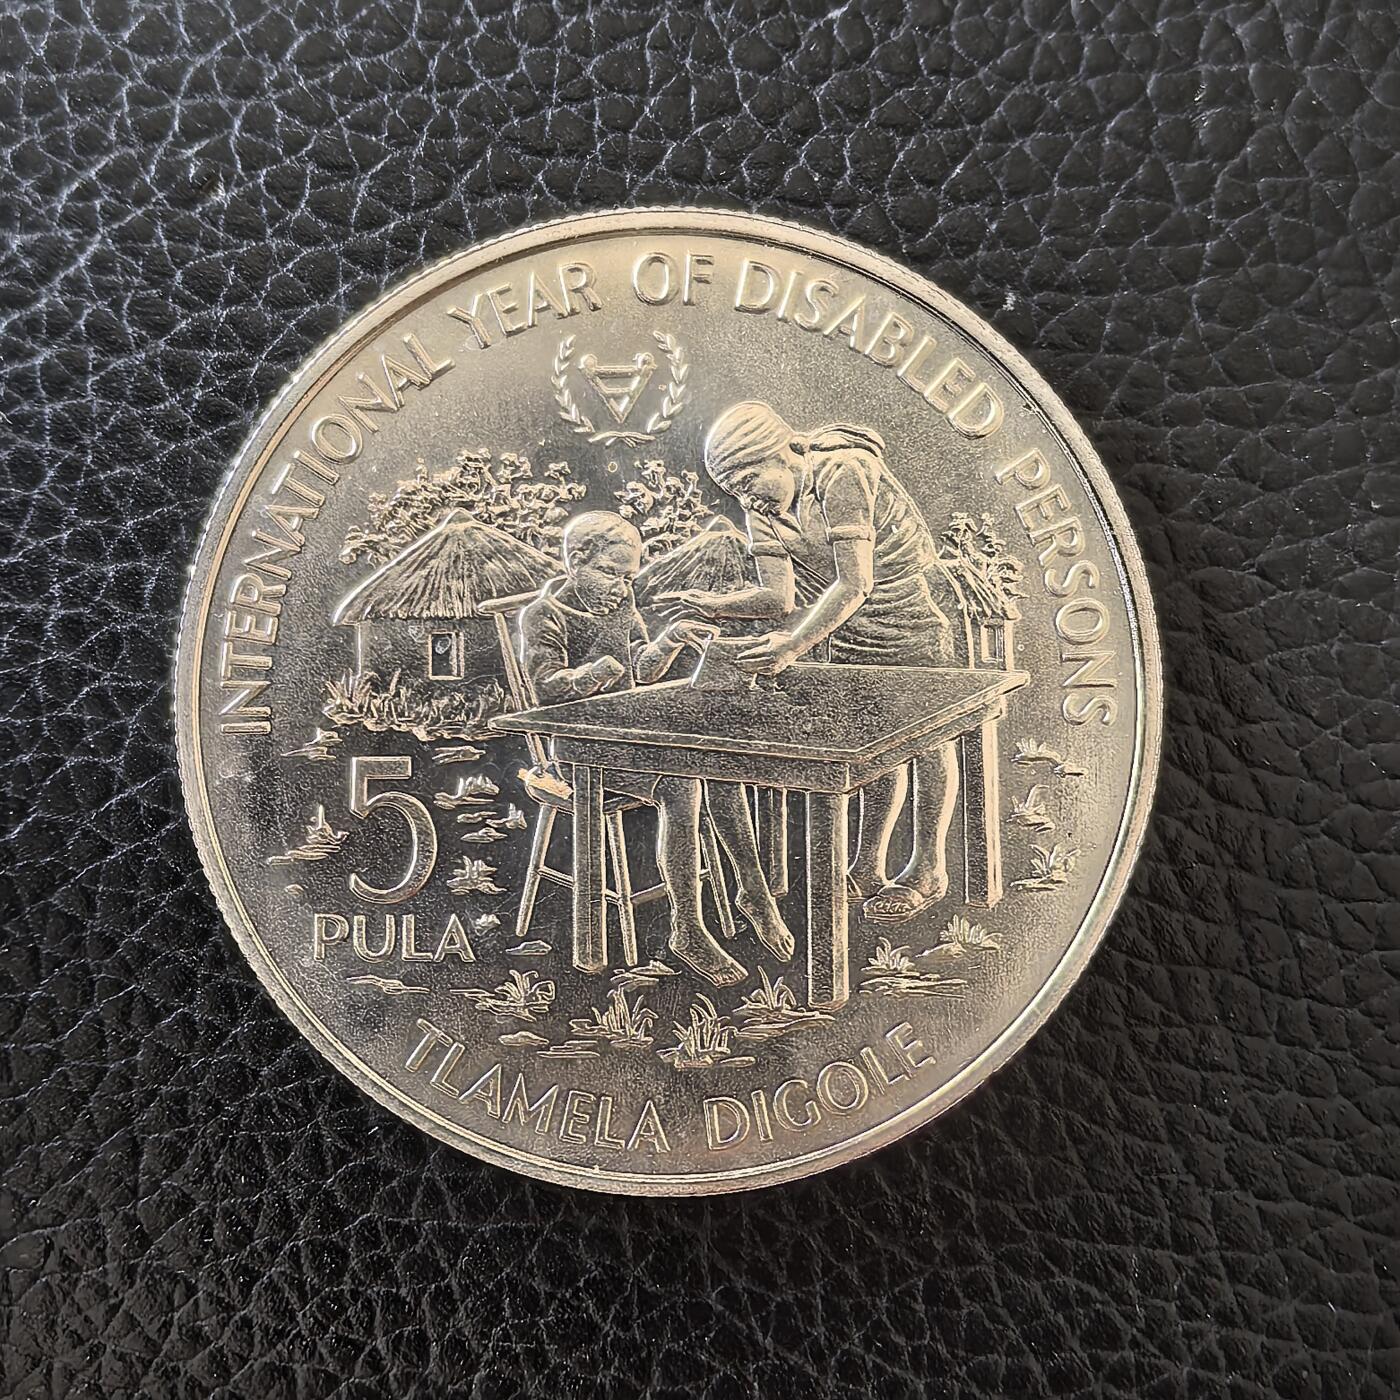 INTERNATIONAL YEAR OF DISABLED PERSONS
5
PULA
TLAMELA DIGOLE